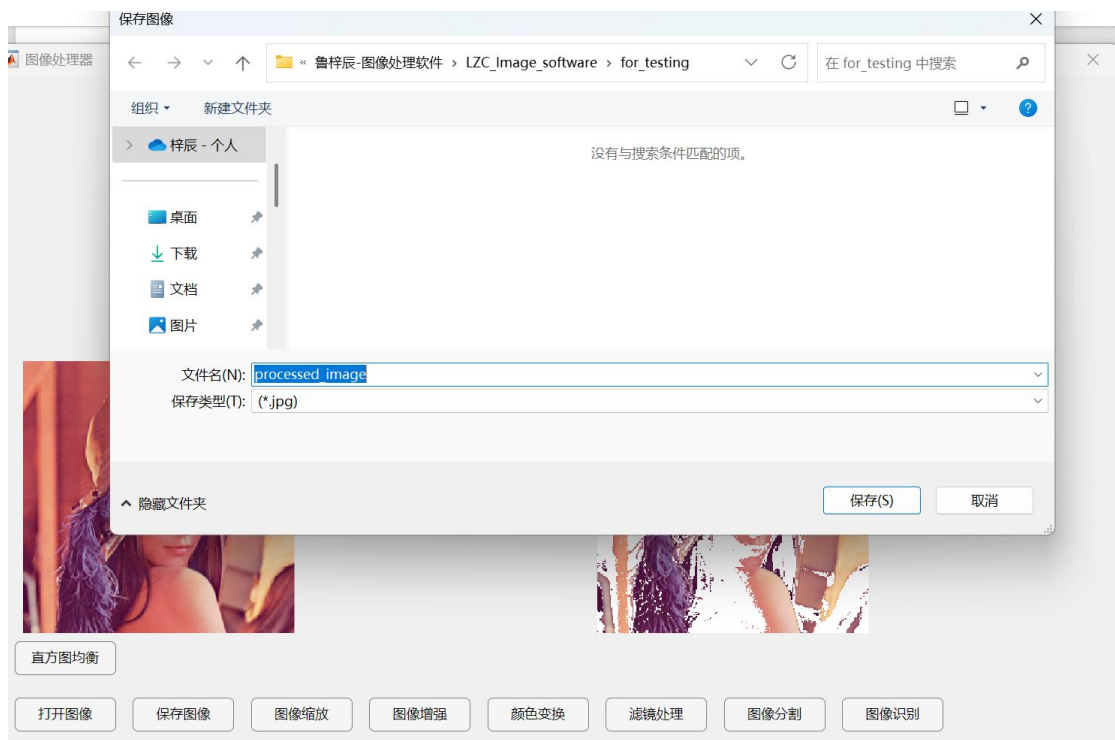 保存图像
图像处理器
« 鲁梓辰-图像处理软件 › LZC_Image_software › for_testing
在 for_testing 中搜索
组织 新建文件夹
梓辰 - 个人
没有与搜索条件匹配的项。
桌面
下载
文档
图片
文件名(N): processed_image
保存类型(T): (*.jpg)
隐藏文件夹 保存(S) 取消
直方图均衡
打开图像 保存图像 图像缩放 图像增强 颜色变换 滤镜处理 图像分割 图像识别